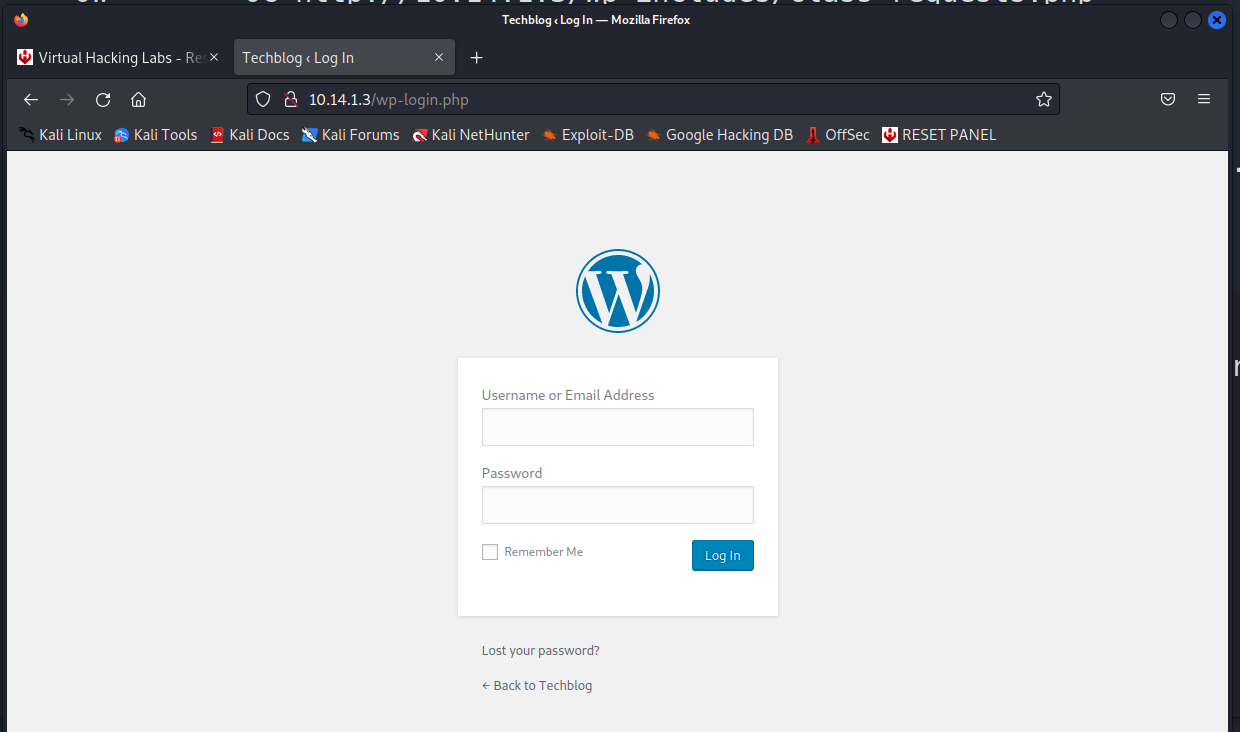 Techblog ‹ Log In — Mozilla Firefox
Virtual Hacking Labs - Re
Techblog ‹ Log In
10.14.1.3/wp-login.php
Kali Linux Kali Tools Kali Docs Kali Forums Kali NetHunter Exploit-DB Google Hacking DB OffSec RESET PANEL
Username or Email Address
Password
Remember Me
Log In
Lost your password?
← Back to Techblog